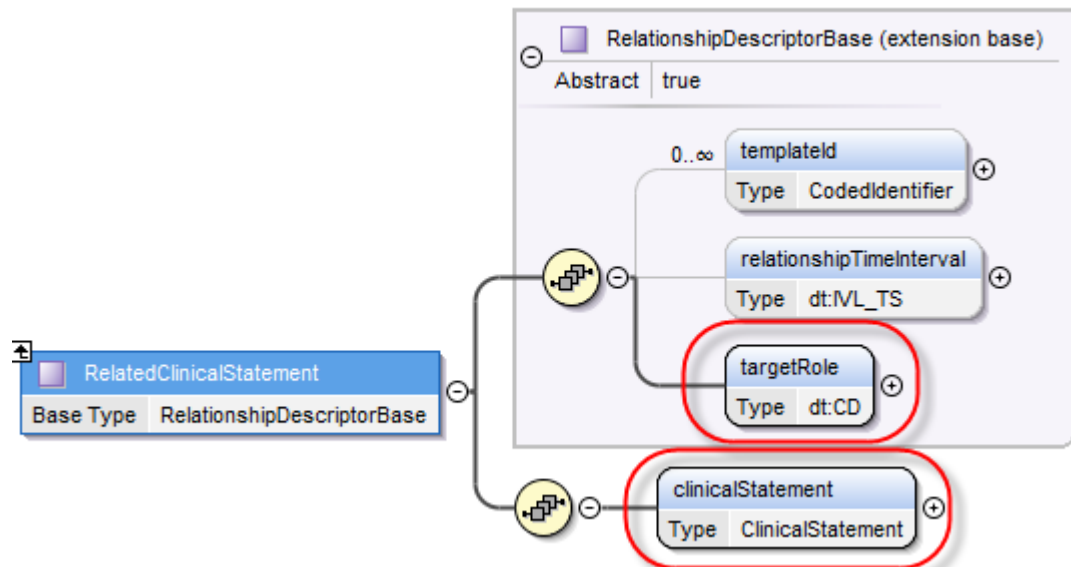 RelationshipDescriptorBase (extension base)
Abstract true
0..∞ templateId
Type CodedIdentifier
relationshipTimeInterval
Type dt:IVL_TS
targetRole
Type dt:CD
RelatedClinicalStatement
Base Type RelationshipDescriptorBase
clinicalStatement
Type ClinicalStatement